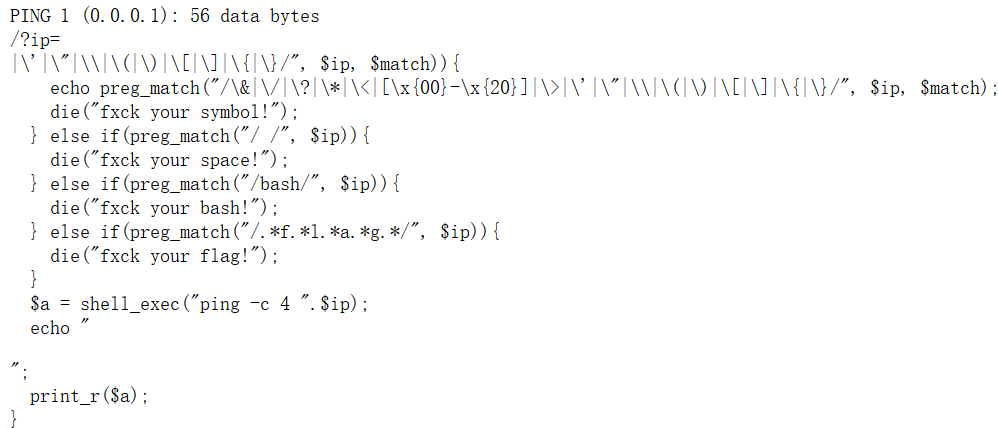 PING 1 (0.0.0.1): 56 data bytes
/?ip=
|\'|\"|\\|\(|\)|\[|\]|\{|\}/", $ip, $match)){
    echo preg_match("/\&|\/|\?|\*|\<|[\x{00}-\x{20}]|\>|\'|\"|\\|\(|\)|\[|\]|\{|\}/", $ip, $match);
    die("fxck your symbol!");
  } else if(preg_match("/ /", $ip)){
    die("fxck your space!");
  } else if(preg_match("/bash/", $ip)){
    die("fxck your bash!");
  } else if(preg_match("/.*f.*l.*a.*g.*/", $ip)){
    die("fxck your flag!");
  }
  $a = shell_exec("ping -c 4 ".$ip);
  echo "
";
  print_r($a);
}